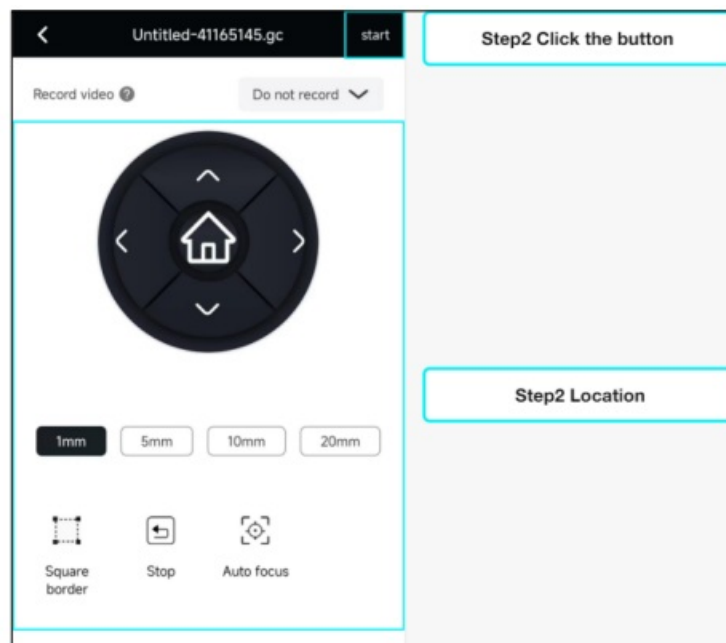 Untitled-41165145.gc
start
Step2 Click the button
Record video
Do not record
Step2 Location
1mm
5mm
10mm
20mm
Square
border
Stop
Auto focus